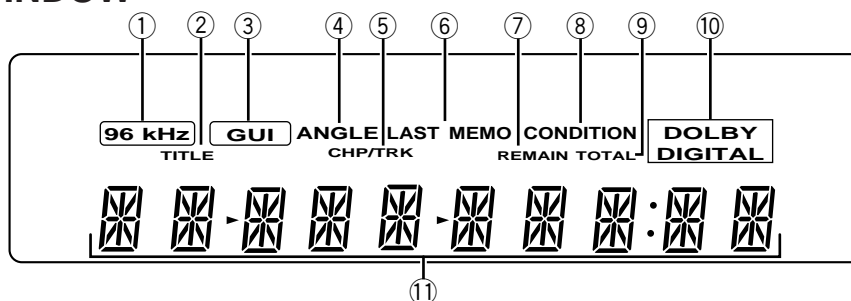 ① ② ③ ④ ⑤ ⑥ ⑦ ⑧ ⑨ ⑩
96 kHz GUI ANGLE LAST MEMO CONDITION DOLBY DIGITAL
TITLE CHP/TRK REMAIN TOTAL
⑪